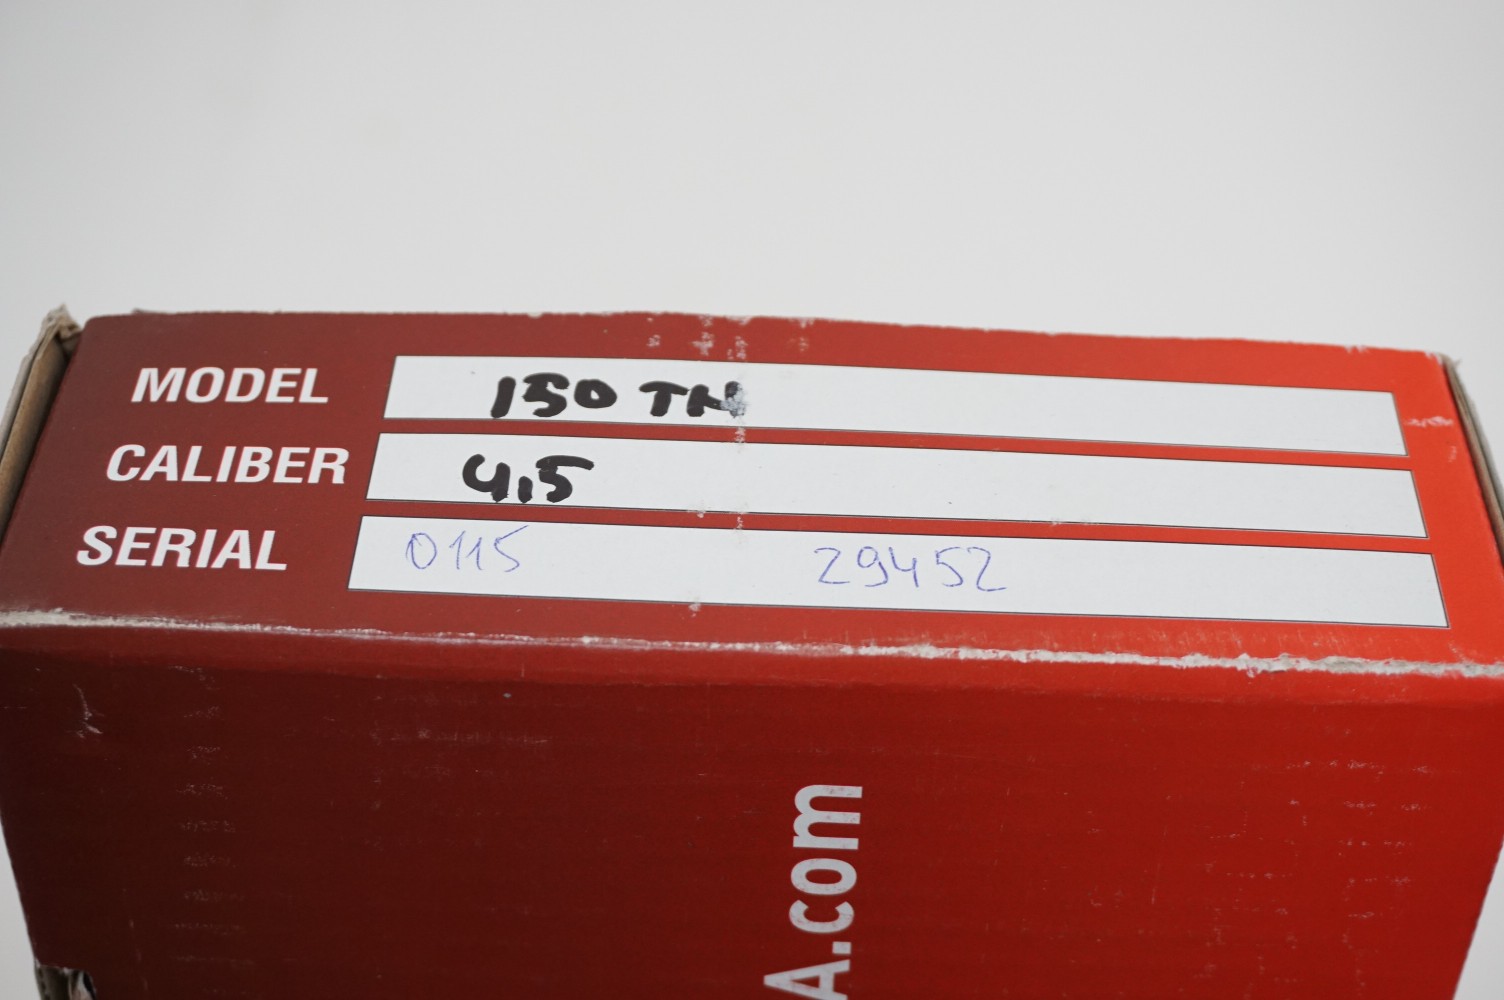 MODEL 150 TH
CALIBER 4,5
SERIAL 0115 29452
A.com